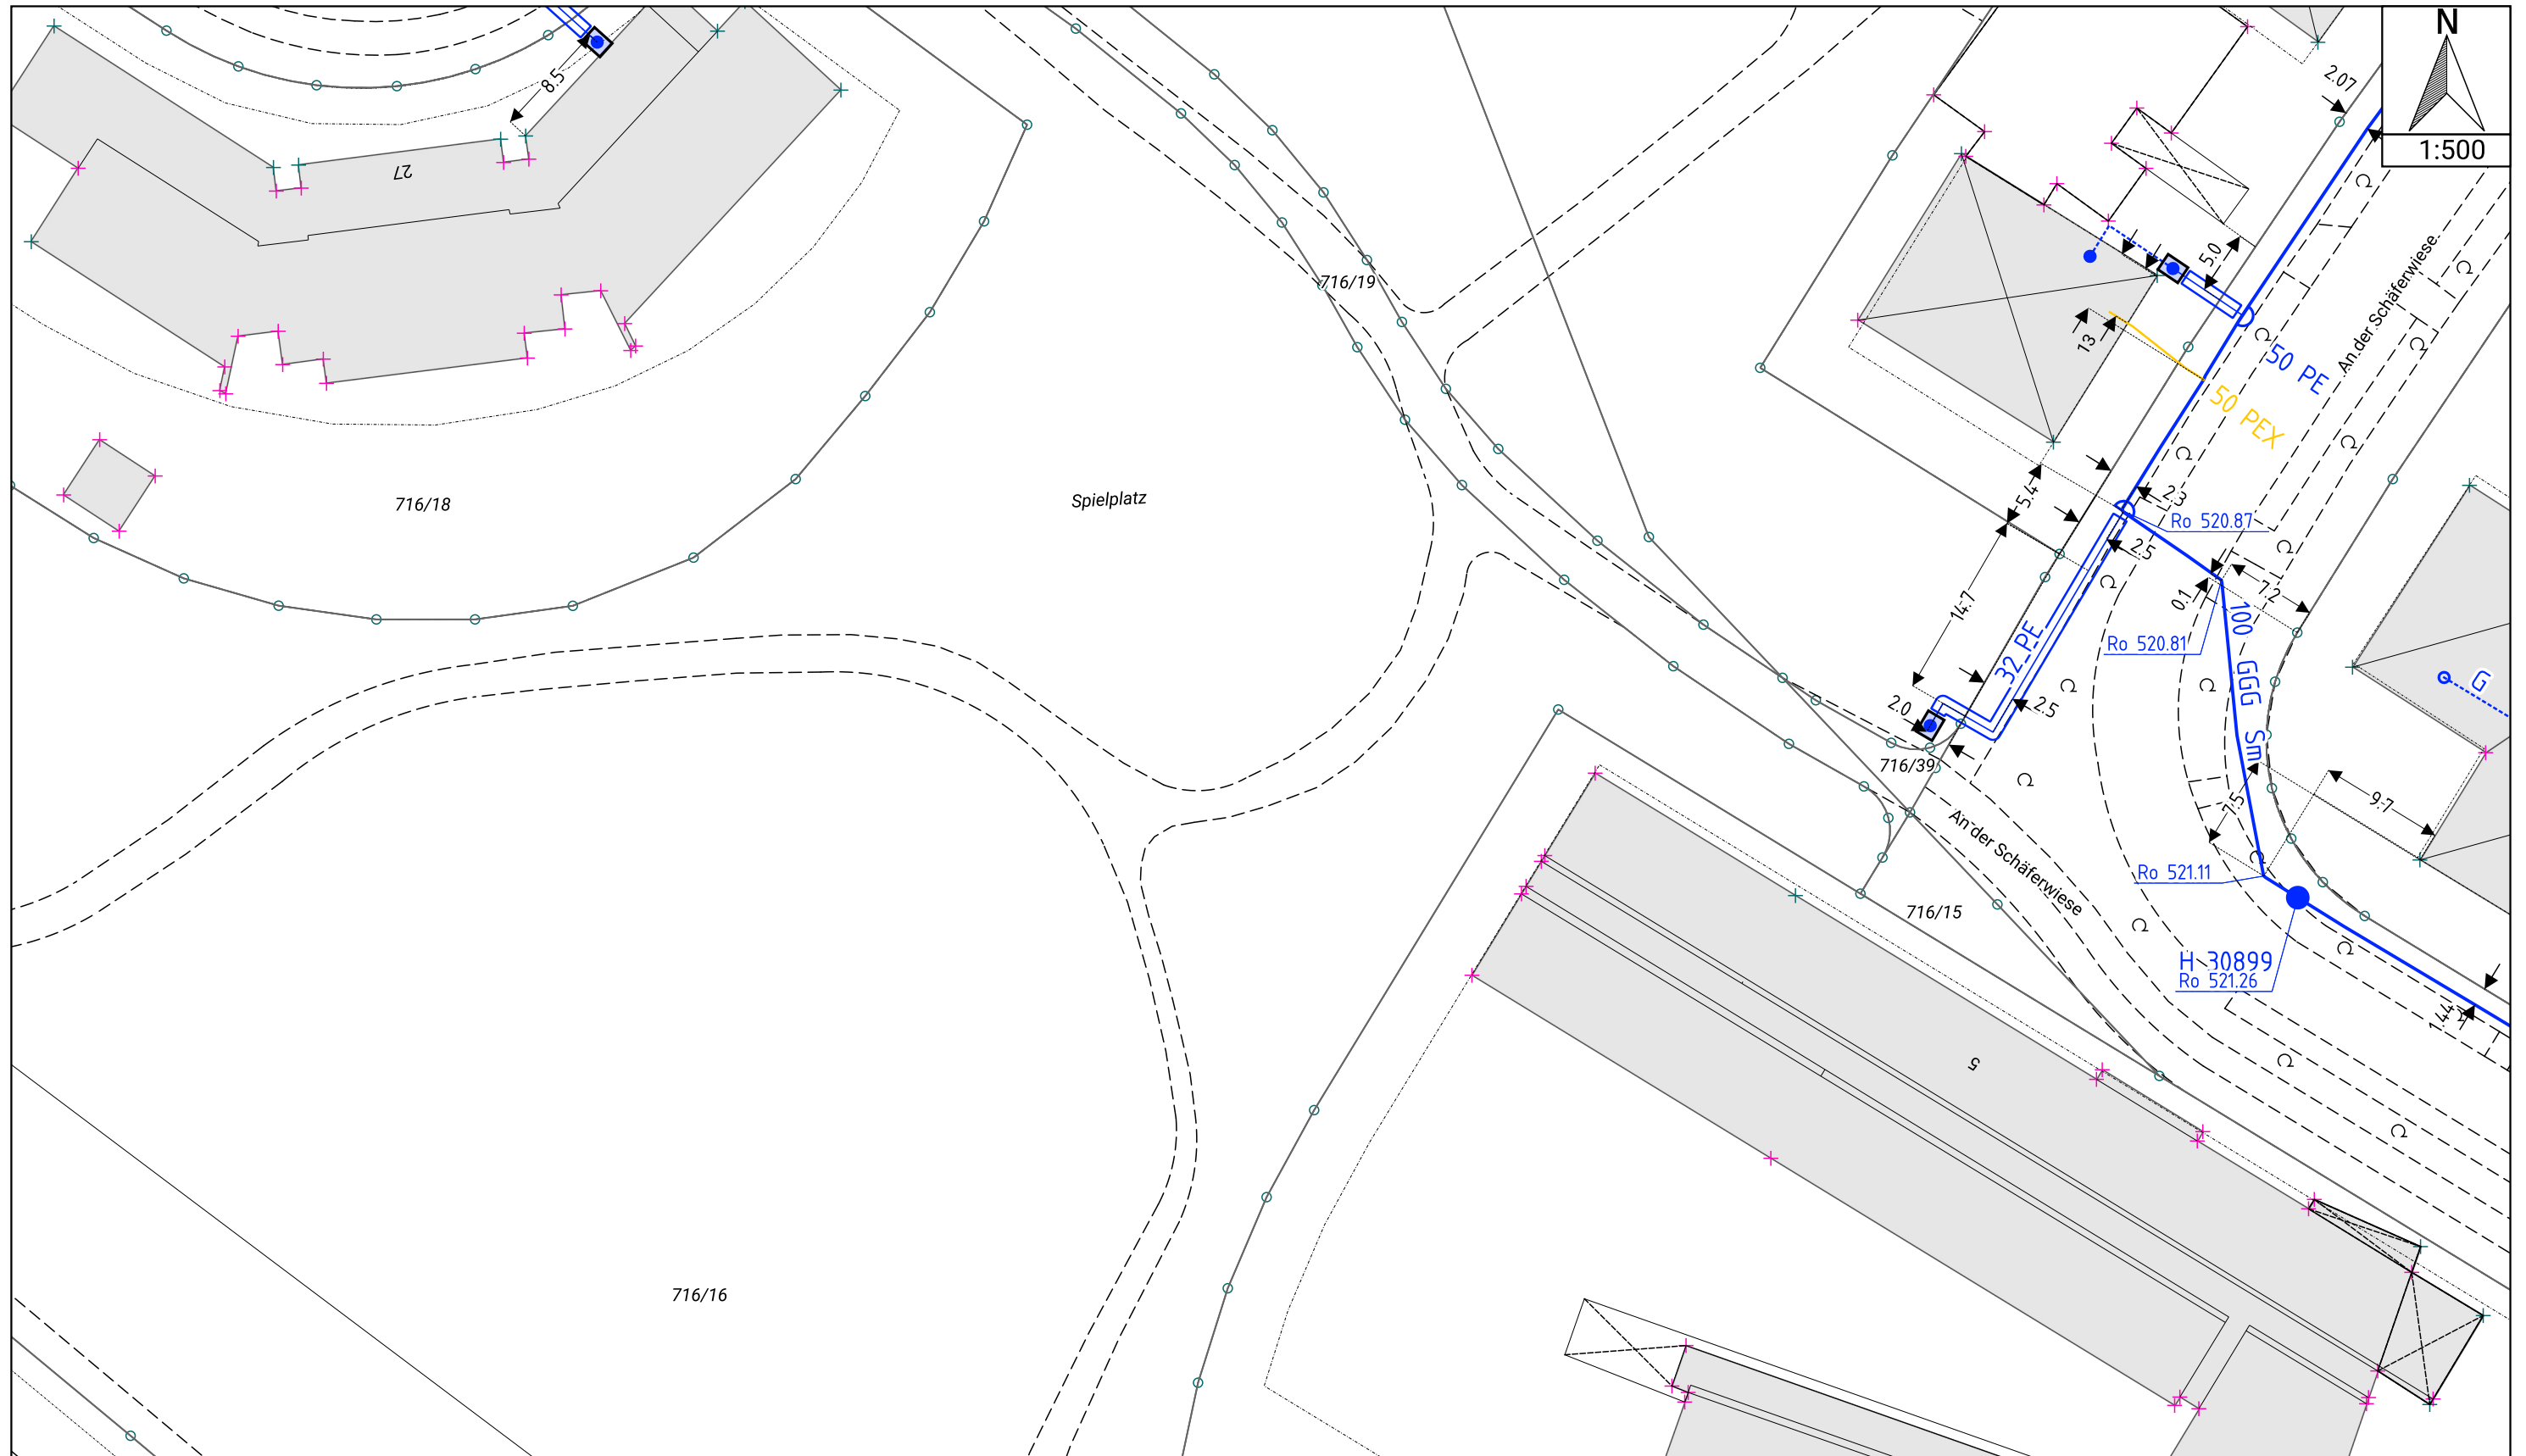 N
1:500
2.07
8.5
27
716/19
5.0
An der Schäferwiese
13
50 PE
50 PEX
716/18
Spielplatz
5.4
2.3
Ro 520.87
2.5
7.2
0.1
14.7
100 GGG Sm
Ro 520.81
32 PE
G
2.0
2.5
716/39
7.5
9.7
An der Schäferwiese
Ro 521.11
716/15
H 30899
Ro 521.26
1.44
5
716/16